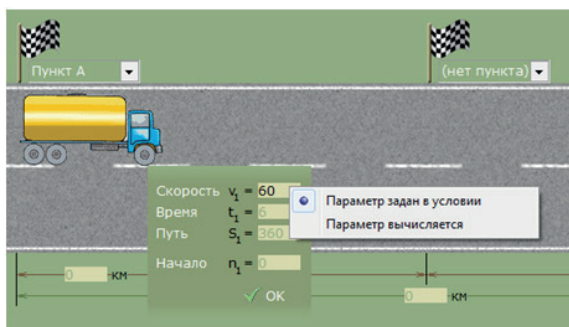 Пункт А
(нет пункта)
Скорость v₁ = 60
Время t₁ = 6
Путь S₁ = 360
Начало n₁ = 0
OK
Параметр задан в условии
Параметр вычисляется
0 км
0 км